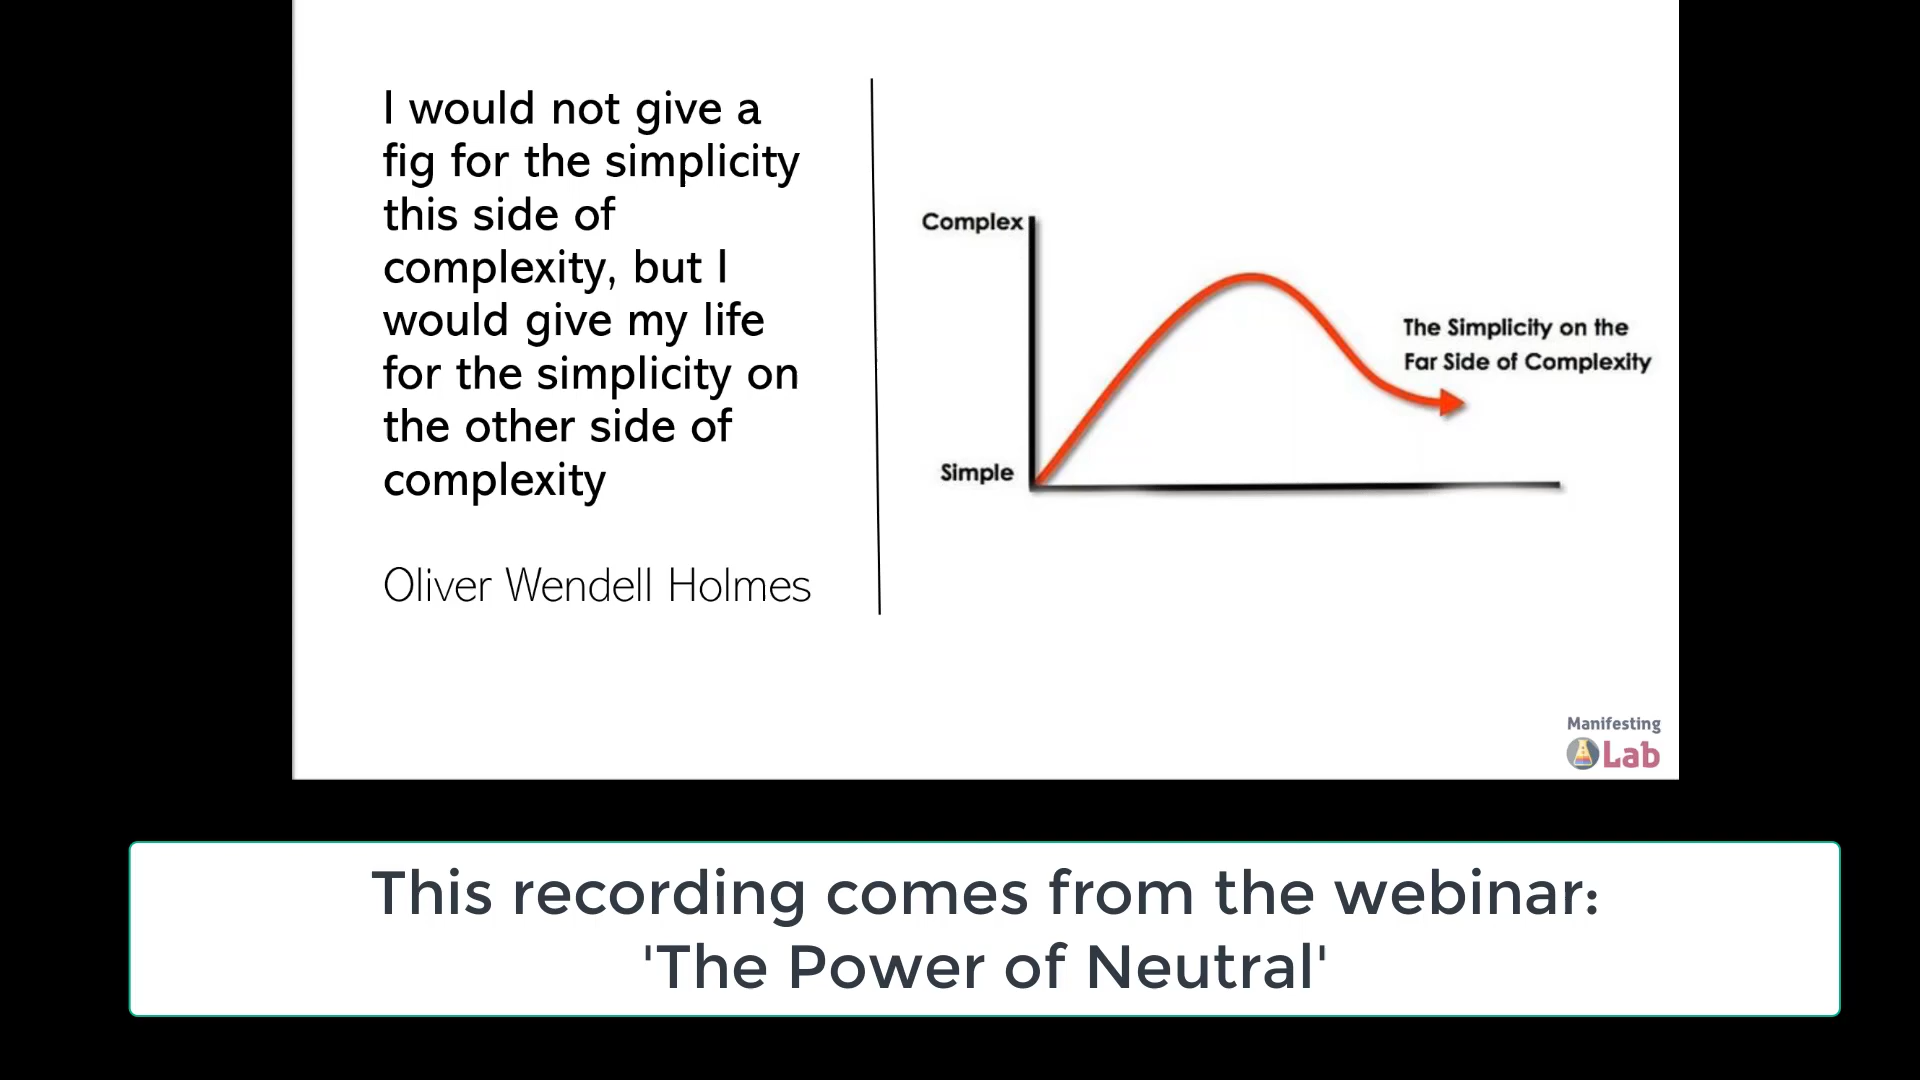 I would not give a
fig for the simplicity
this side of
complexity, but I
would give my life
for the simplicity on
the other side of
complexity
Oliver Wendell Holmes
Complex
The Simplicity on the
Far Side of Complexity
Simple
Manifesting
Lab
This recording comes from the webinar:
'The Power of Neutral'